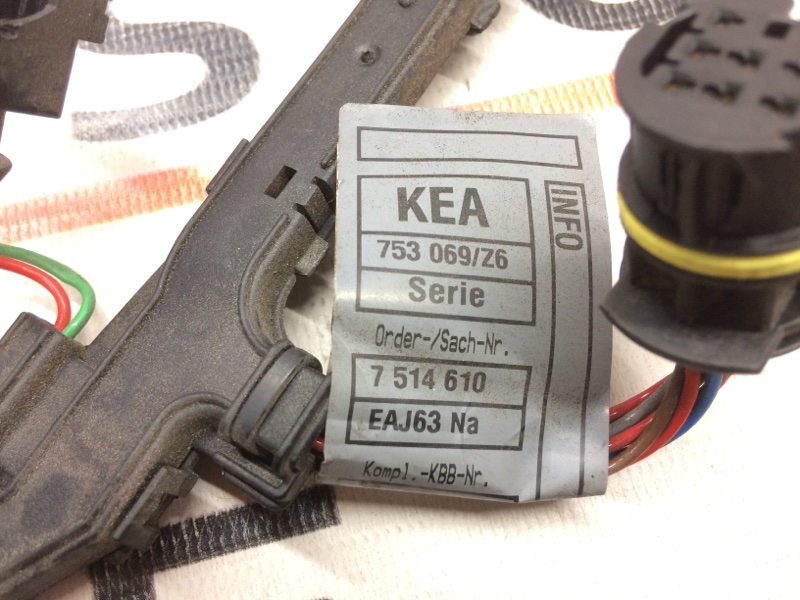 KEA
753 069/Z6
Serie
Order-/Sach-Nr.
7 514 610
EAJ63 Na
Kompl.-KBB-Nr.
INFO